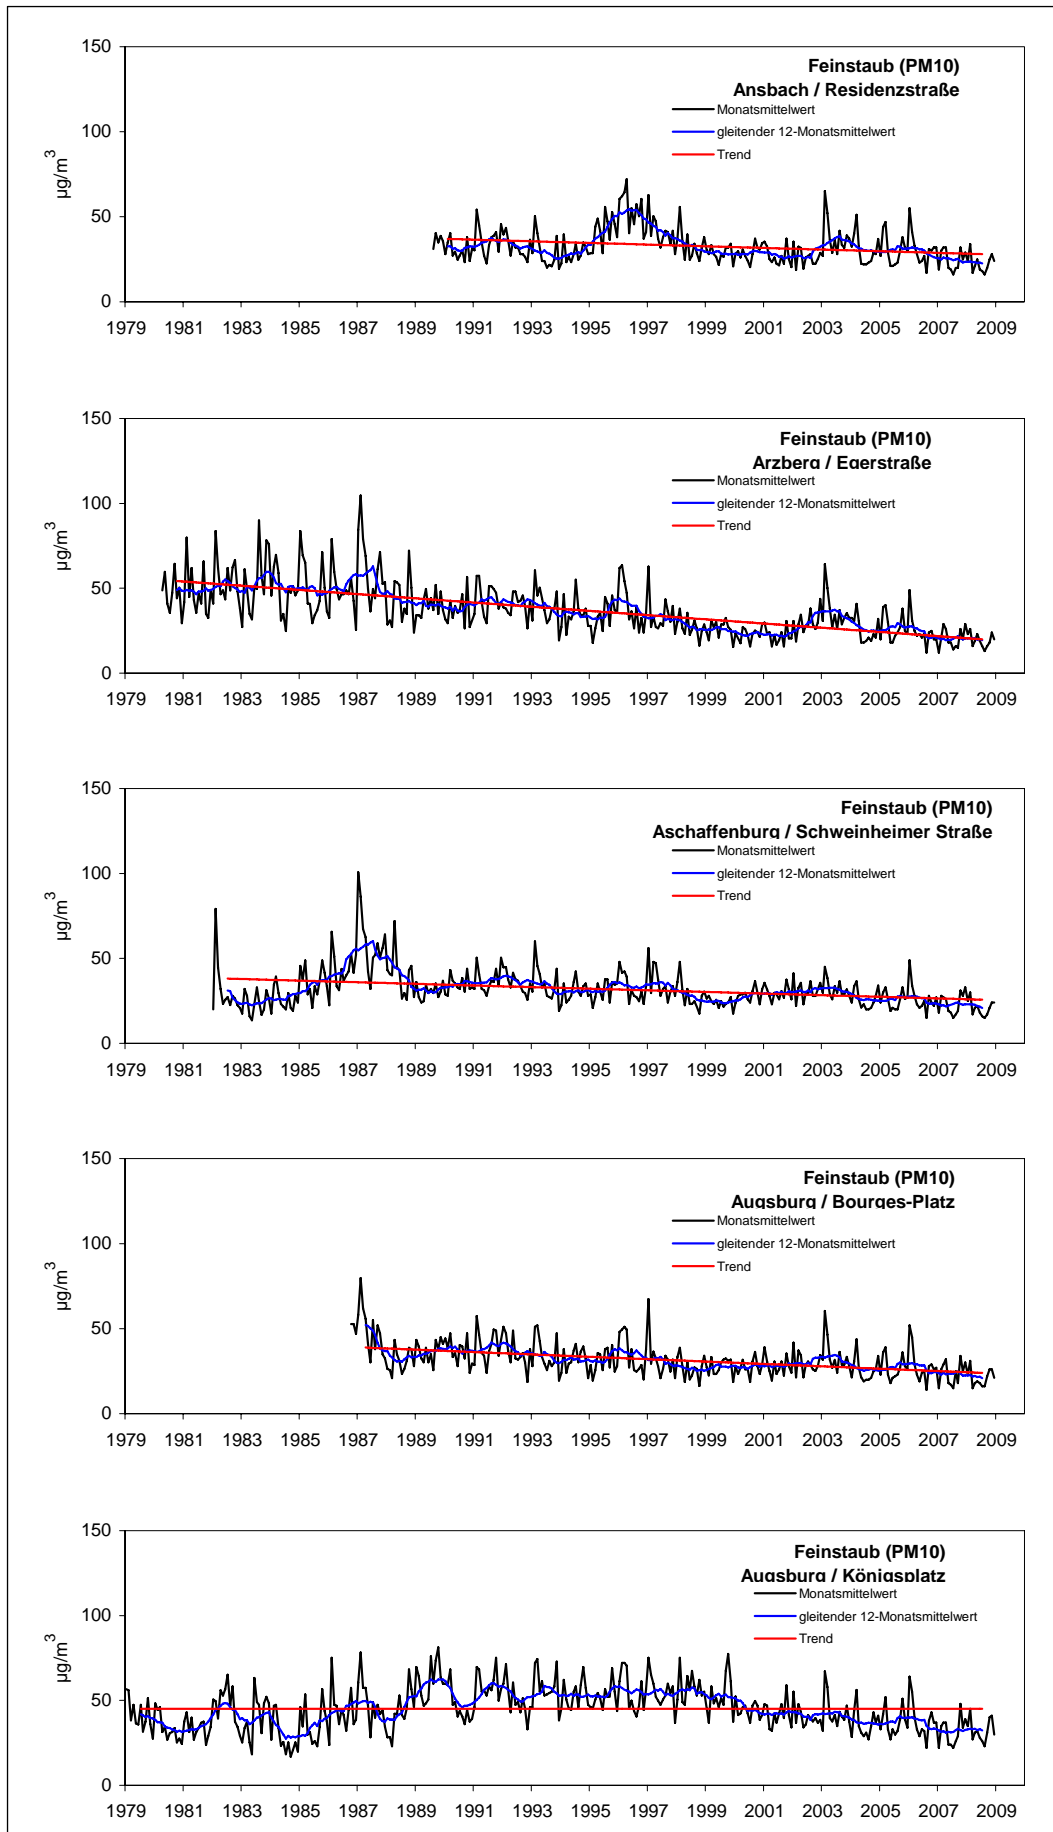 150
Feinstaub (PM10)
Ansbach / Residenzstraße
Monatsmittelwert
gleitender 12-Monatsmittelwert
Trend
100
µg/m³
50
0
1979 1981 1983 1985 1987 1989 1991 1993 1995 1997 1999 2001 2003 2005 2007 2009
150
Feinstaub (PM10)
Arzberg / Egerstraße
Monatsmittelwert
gleitender 12-Monatsmittelwert
Trend
100
µg/m³
50
0
1979 1981 1983 1985 1987 1989 1991 1993 1995 1997 1999 2001 2003 2005 2007 2009
150
Feinstaub (PM10)
Aschaffenburg / Schweinheimer Straße
Monatsmittelwert
gleitender 12-Monatsmittelwert
Trend
100
µg/m³
50
0
1979 1981 1983 1985 1987 1989 1991 1993 1995 1997 1999 2001 2003 2005 2007 2009
150
Feinstaub (PM10)
Augsburg / Bourges-Platz
Monatsmittelwert
gleitender 12-Monatsmittelwert
Trend
100
µg/m³
50
0
1979 1981 1983 1985 1987 1989 1991 1993 1995 1997 1999 2001 2003 2005 2007 2009
150
Feinstaub (PM10)
Augsburg / Königsplatz
Monatsmittelwert
gleitender 12-Monatsmittelwert
Trend
100
µg/m³
50
0
1979 1981 1983 1985 1987 1989 1991 1993 1995 1997 1999 2001 2003 2005 2007 2009